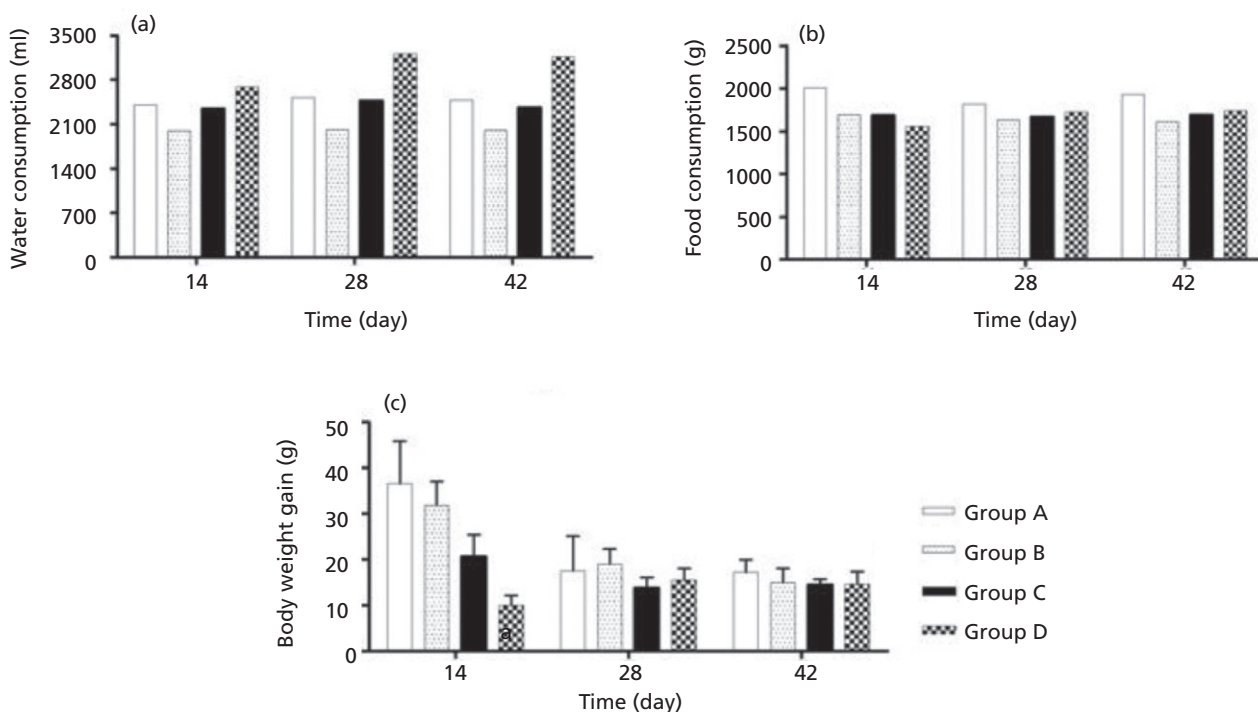 (a)
Water consumption (ml)
3500
2800
2100
1400
700
0
14 28 42
Time (day)
(b)
Food consumption (g)
2500
2000
1500
1000
500
0
14 28 42
Time (day)
(c)
Body weight gain (g)
50
40
30
20
10
0
a
14 28 42
Time (day)
Group A
Group B
Group C
Group D